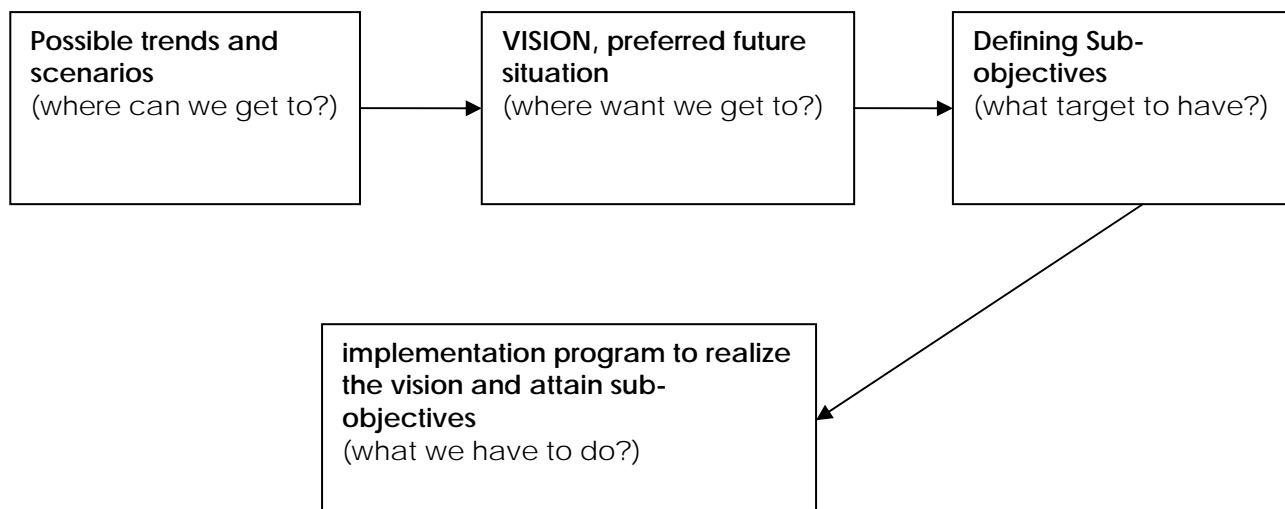 Possible trends and
scenarios
(where can we get to?)
VISION, preferred future
situation
(where want we get to?)
Defining Sub-
objectives
(what target to have?)
implementation program to realize
the vision and attain sub-
objectives
(what we have to do?)